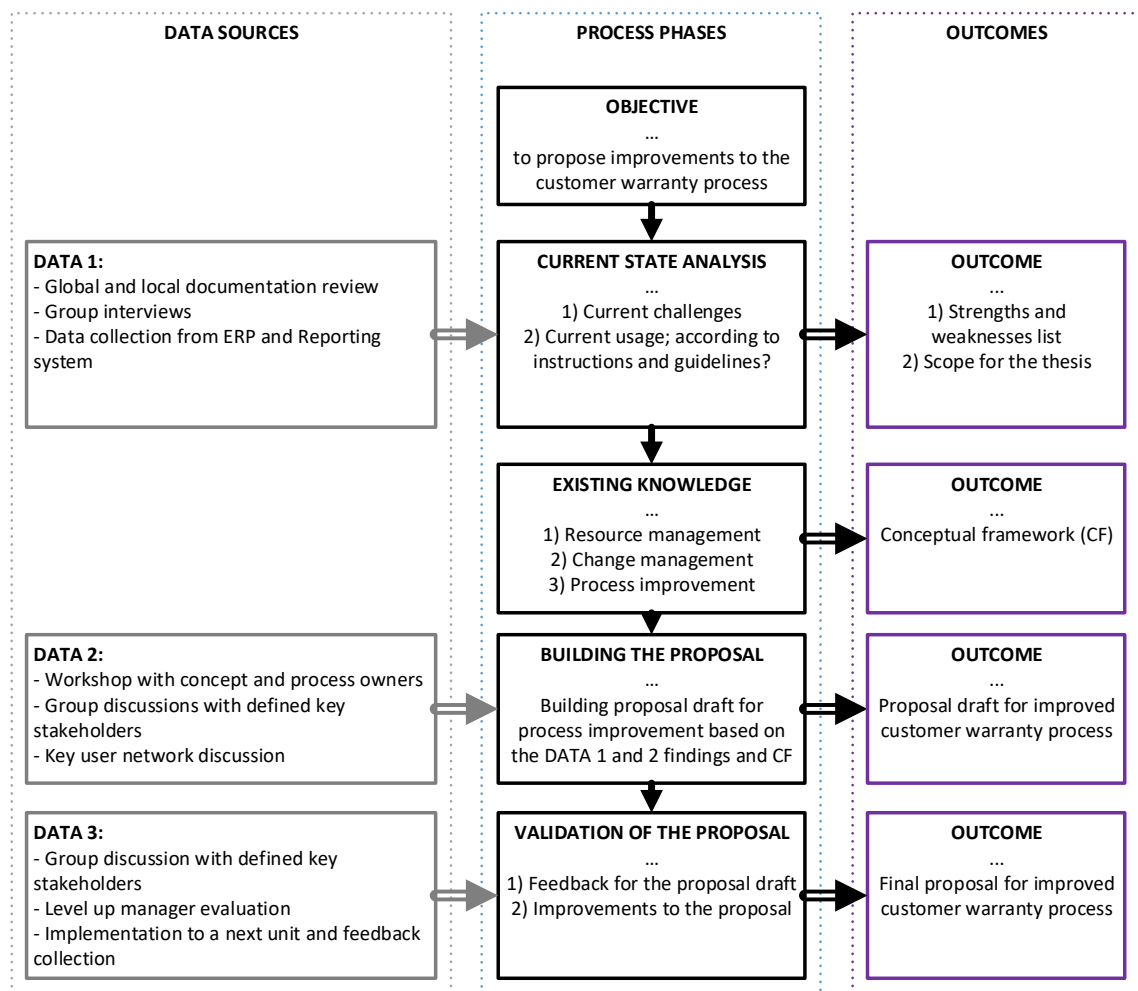 DATA SOURCES
PROCESS PHASES
OUTCOMES
OBJECTIVE
...
to propose improvements to the
customer warranty process
DATA 1:
- Global and local documentation review
- Group interviews
- Data collection from ERP and Reporting
system
CURRENT STATE ANALYSIS
...
1) Current challenges
2) Current usage; according to
instructions and guidelines?
OUTCOME
...
1) Strengths and
weaknesses list
2) Scope for the thesis
EXISTING KNOWLEDGE
...
1) Resource management
2) Change management
3) Process improvement
OUTCOME
...
Conceptual framework (CF)
DATA 2:
- Workshop with concept and process owners
- Group discussions with defined key
stakeholders
- Key user network discussion
BUILDING THE PROPOSAL
...
Building proposal draft for
process improvement based on
the DATA 1 and 2 findings and CF
OUTCOME
...
Proposal draft for improved
customer warranty process
DATA 3:
- Group discussion with defined key
stakeholders
- Level up manager evaluation
- Implementation to a next unit and feedback
collection
VALIDATION OF THE PROPOSAL
...
1) Feedback for the proposal draft
2) Improvements to the proposal
OUTCOME
...
Final proposal for improved
customer warranty process